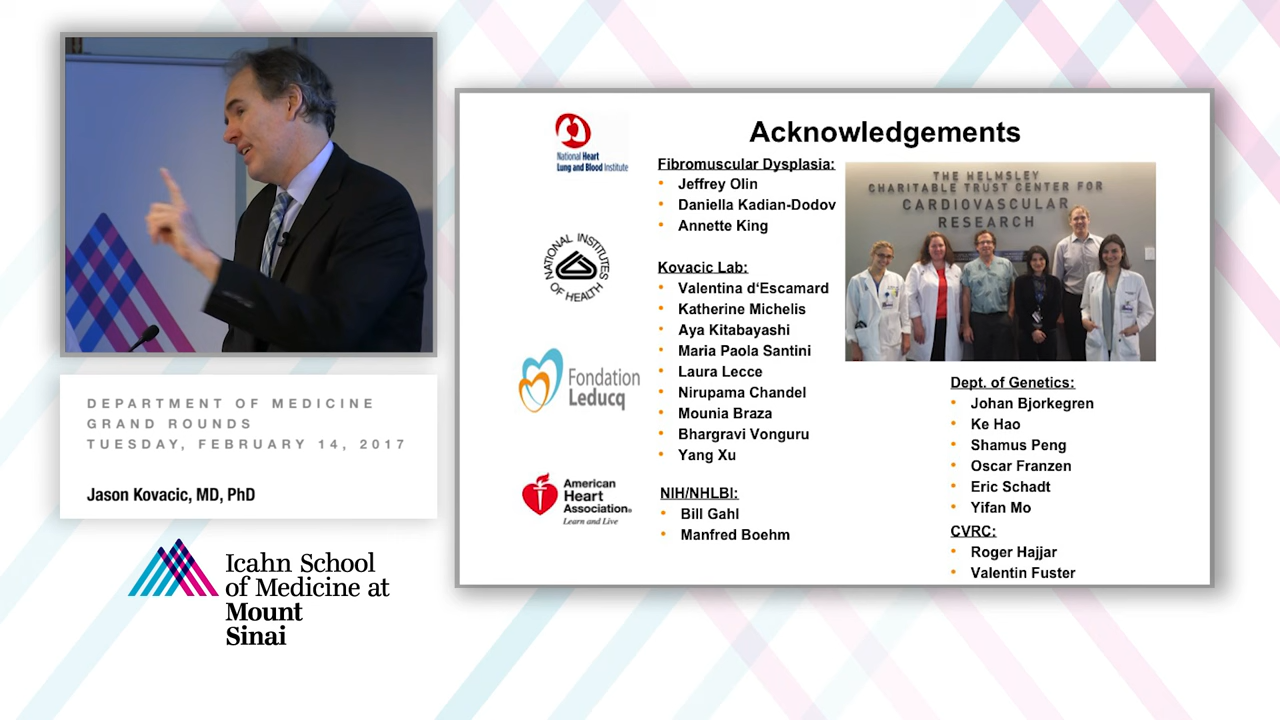 DEPARTMENT OF MEDICINE
GRAND ROUNDS
TUESDAY, FEBRUARY 14, 2017
Jason Kovacic, MD, PhD
Icahn School
of Medicine at
Mount
Sinai
Acknowledgements
National Heart
Lung and Blood Institute
NATIONAL INSTITUTES
OF HEALTH
Fondation
Leducq
American
Heart
Association®
Learn and Live
Fibromuscular Dysplasia:
• Jeffrey Olin
• Daniella Kadian-Dodov
• Annette King
Kovacic Lab:
• Valentina d'Escamard
• Katherine Michelis
• Aya Kitabayashi
• Maria Paola Santini
• Laura Lecce
• Nirupama Chandel
• Mounia Braza
• Bhargravi Vonguru
• Yang Xu
NIH/NHLBI:
• Bill Gahl
• Manfred Boehm
THE HELMSLEY
CHARITABLE TRUST CENTER FOR
CARDIOVASCULAR
RESEARCH
Dept. of Genetics:
• Johan Bjorkegren
• Ke Hao
• Shamus Peng
• Oscar Franzen
• Eric Schadt
• Yifan Mo
CVRC:
• Roger Hajjar
• Valentin Fuster